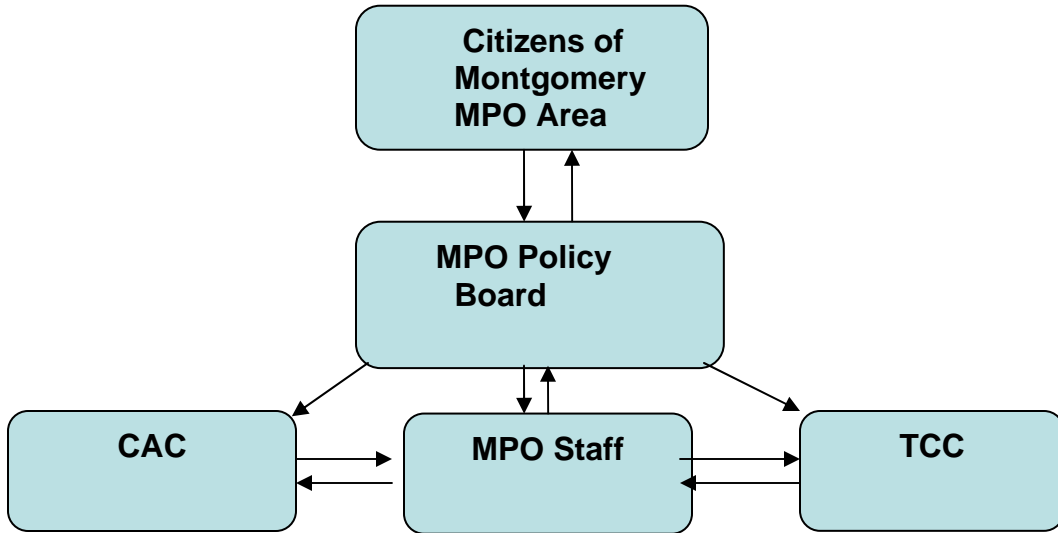 Citizens of
Montgomery
MPO Area
MPO Policy
Board
CAC
MPO Staff
TCC